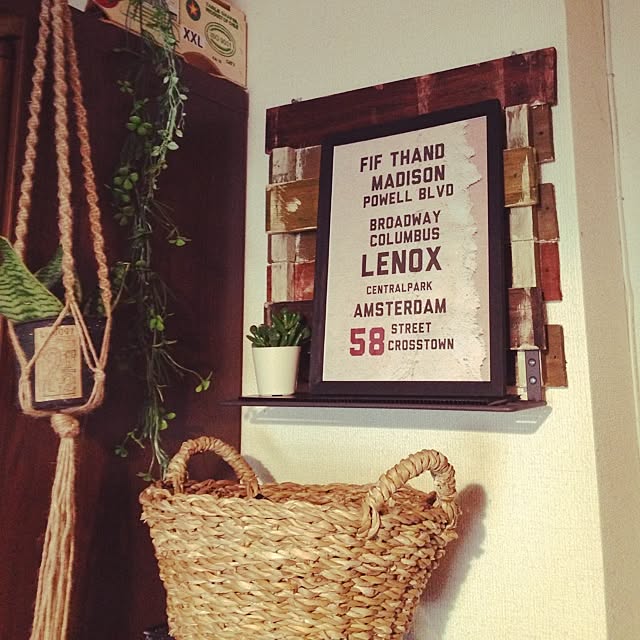 XXL
FIF THAND
MADISON
POWELL BLVD
BROADWAY
COLUMBUS
LENOX
CENTRALPARK
AMSTERDAM
58 STREET
CROSSTOWN